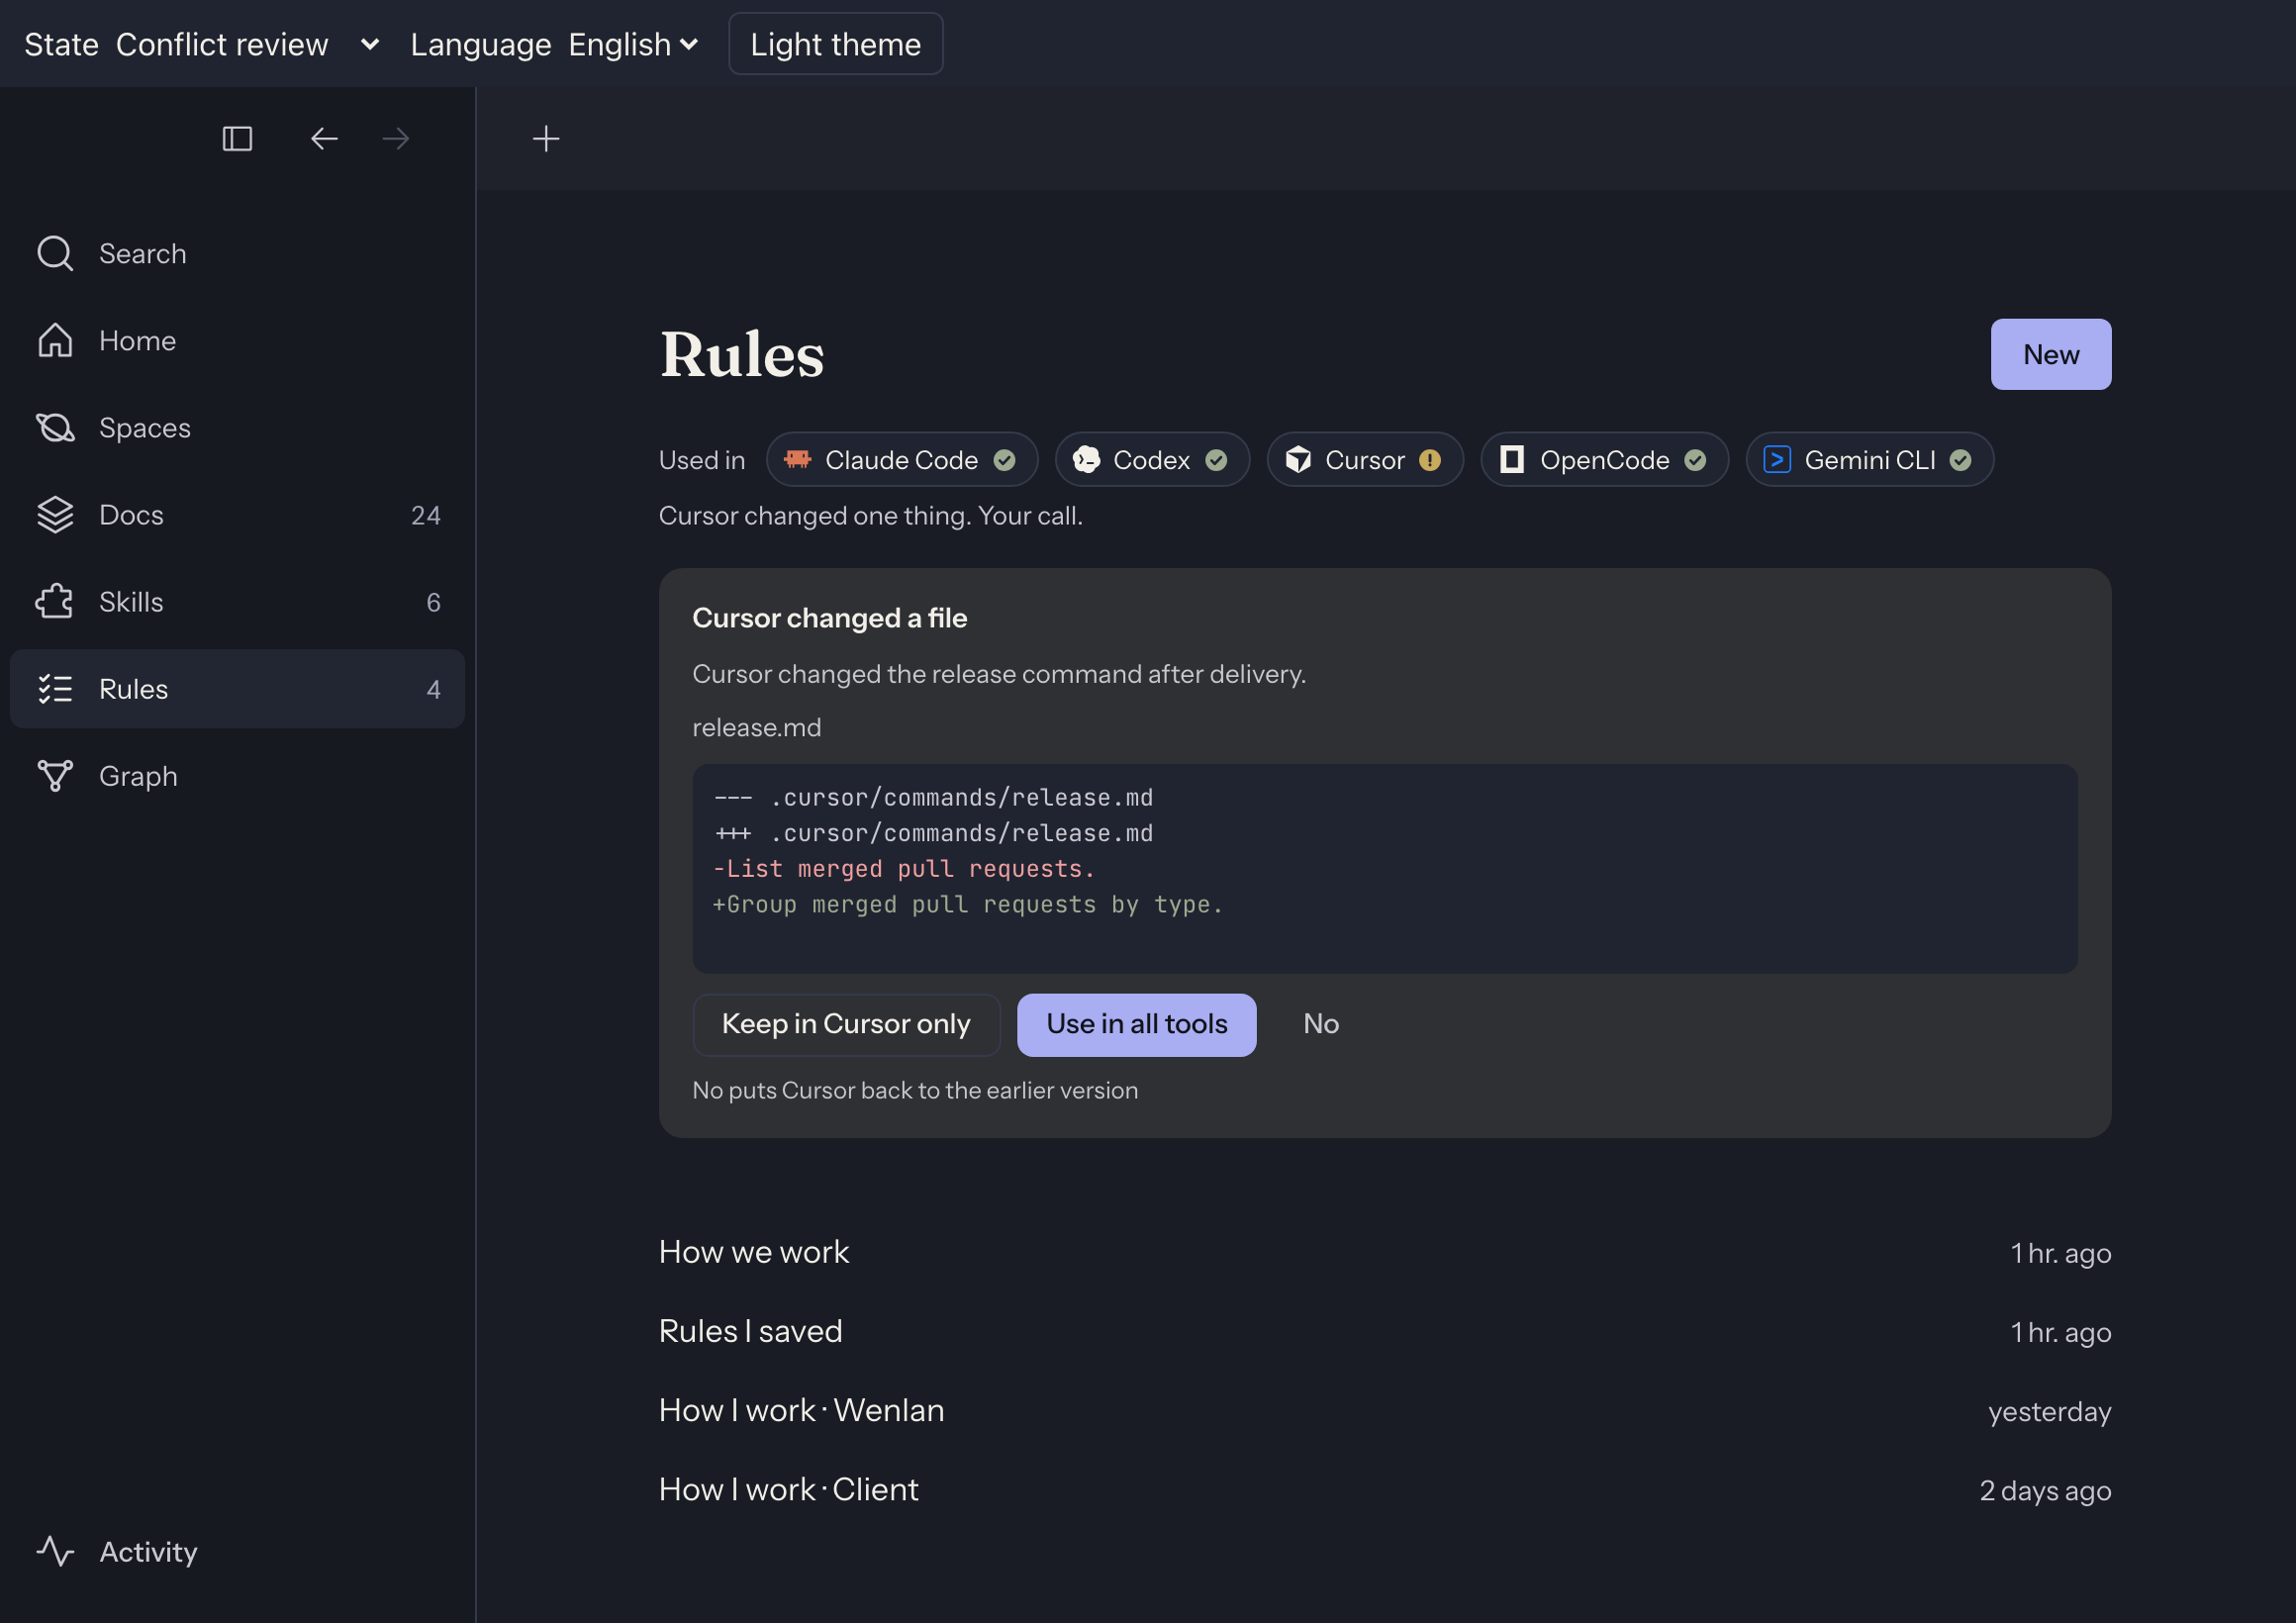 State Conflict review Language English Light theme
Search
Home
Spaces
Docs 24
Skills 6
Rules 4
Graph
Activity
Rules New
Used in Claude Code Codex Cursor OpenCode Gemini CLI
Cursor changed one thing. Your call.
Cursor changed a file
Cursor changed the release command after delivery.
release.md
--- .cursor/commands/release.md
+++ .cursor/commands/release.md
-List merged pull requests.
+Group merged pull requests by type.
Keep in Cursor only Use in all tools No
No puts Cursor back to the earlier version
How we work 1 hr. ago
Rules I saved 1 hr. ago
How I work · Wenlan yesterday
How I work · Client 2 days ago